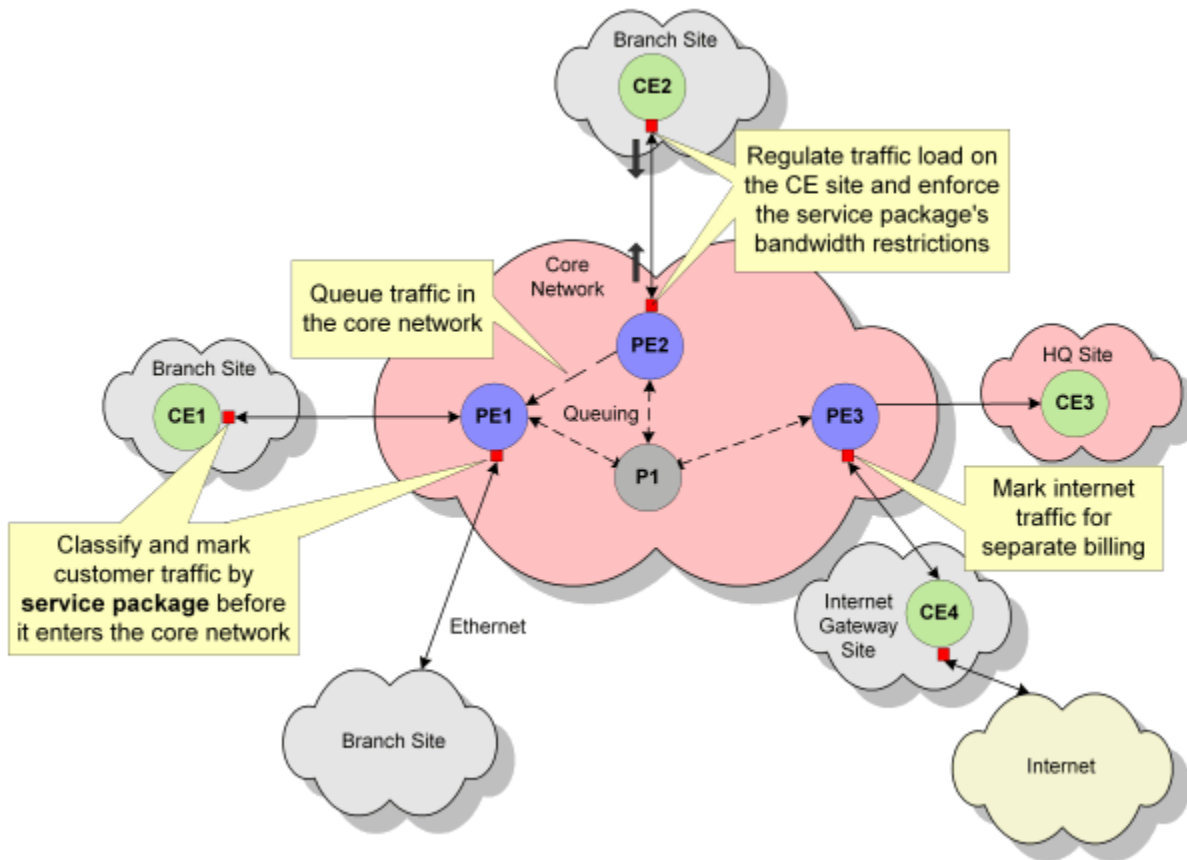 Branch Site
CE2
Regulate traffic load on
the CE site and enforce
the service package's
bandwidth restrictions
Core
Network
Queue traffic in
the core network
PE2
Branch Site
CE1
PE1
Queuing
PE3
HQ Site
CE3
P1
Mark internet
traffic for
separate billing
Classify and mark
customer traffic by
service package before
it enters the core network
Ethernet
Internet
Gateway
Site
CE4
Branch Site
Internet